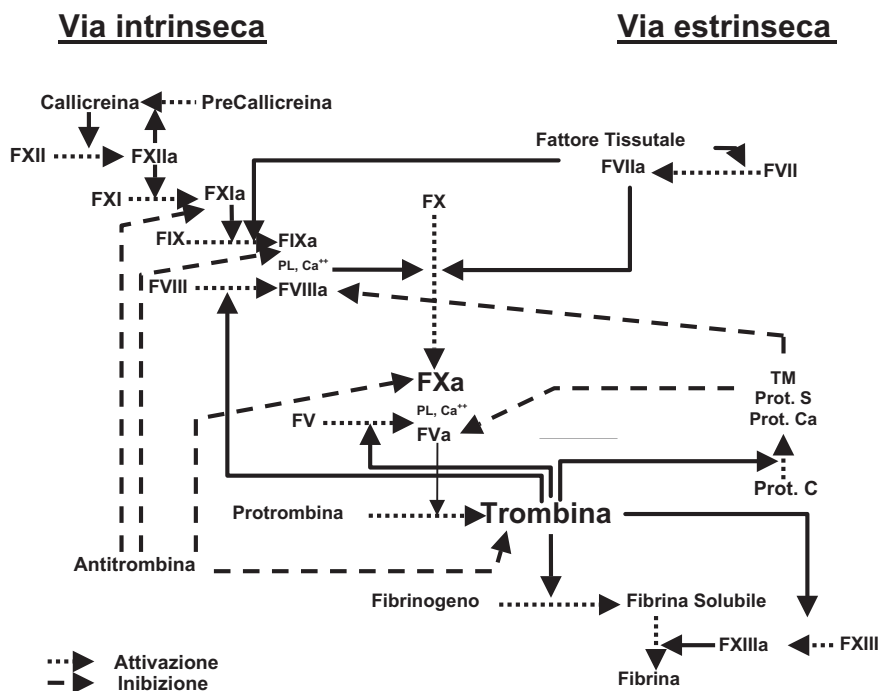 Via intrinseca
Via estrinseca
Callicreina
PreCallicreina
FXII
FXIIa
Fattore Tissutale
FVIIa
FVII
FXI
FXIa
FX
FIX
FIXa
PL, Ca++
FVIII
FVIIIa
FXa
TM
Prot. S
Prot. Ca
FV
PL, Ca++
FVa
Prot. C
Protrombina
Trombina
Antitrombina
Fibrinogeno
Fibrina Solubile
FXIIIa
FXIII
Fibrina
Attivazione
Inibizione